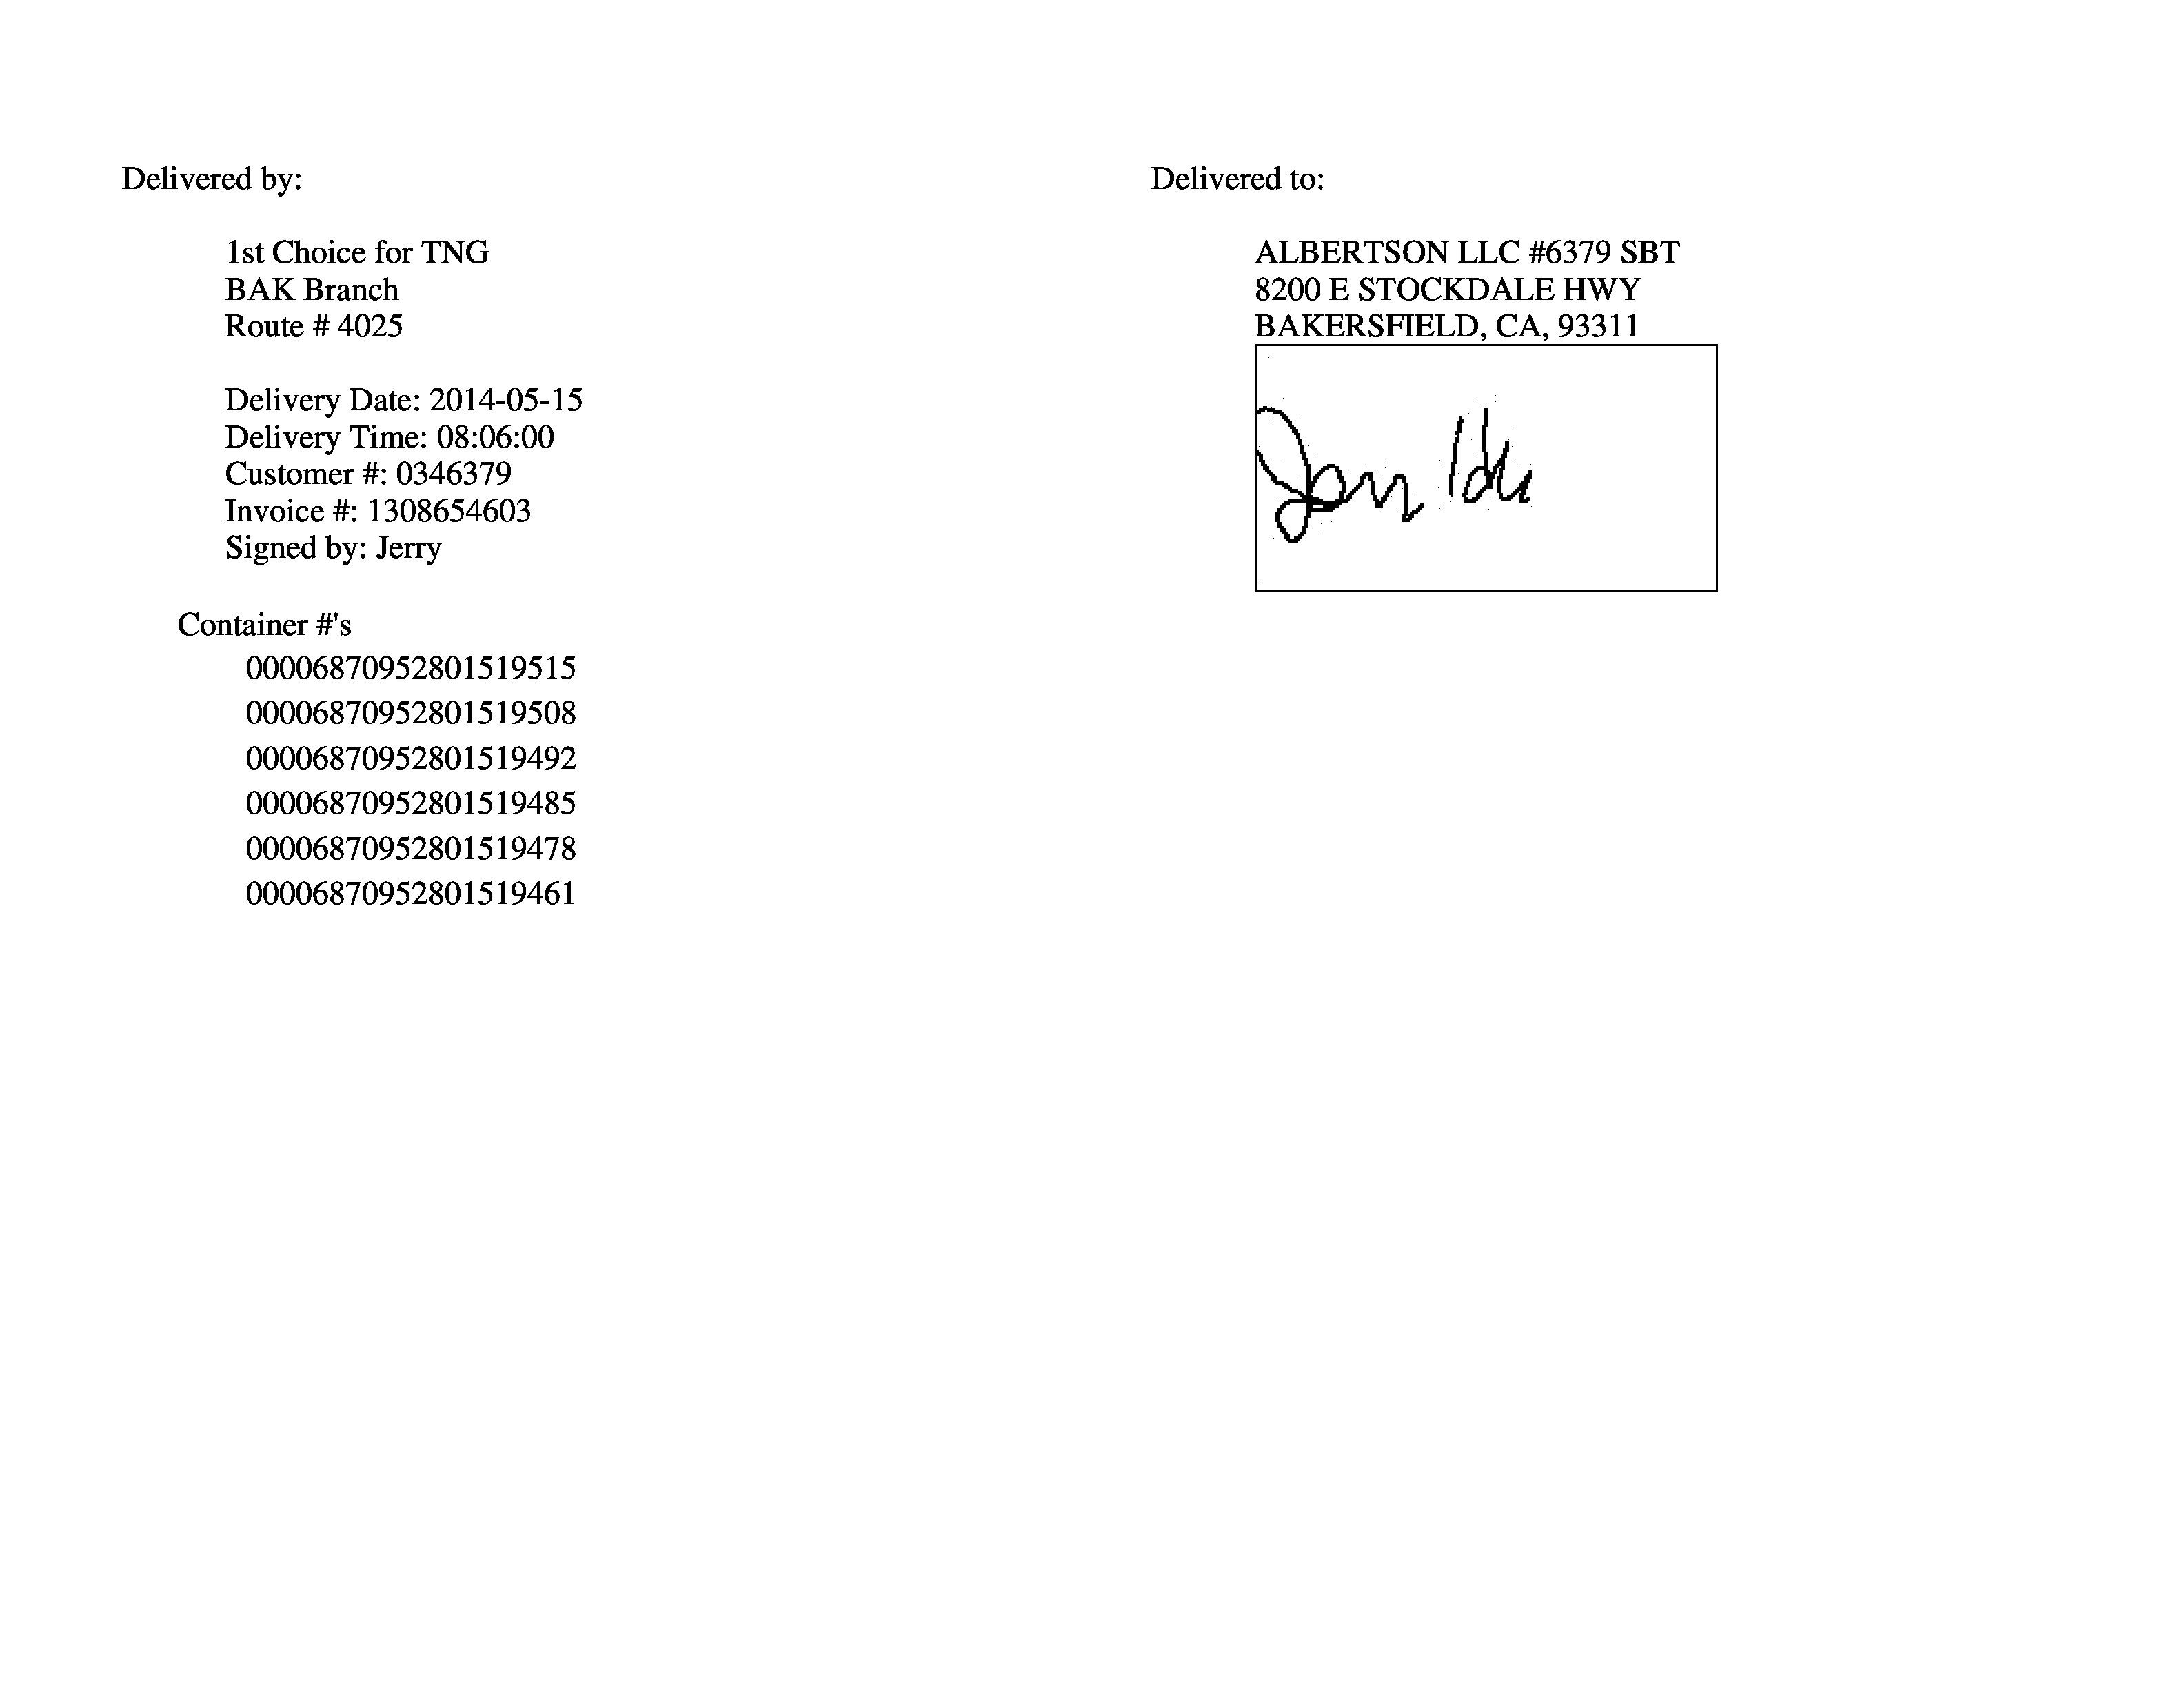 Delivered by:
1st Choice for TNG
BAK Branch
Route # 4025
Delivery Date: 2014-05-15
Delivery Time: 08:06:00
Customer #: 0346379
Invoice #: 1308654603
Signed by: Jerry
Container #'s
00006870952801519515
00006870952801519508
00006870952801519492
00006870952801519485
00006870952801519478
00006870952801519461
Delivered to:
ALBERTSON LLC #6379 SBT
8200 E STOCKDALE HWY
BAKERSFIELD, CA, 93311